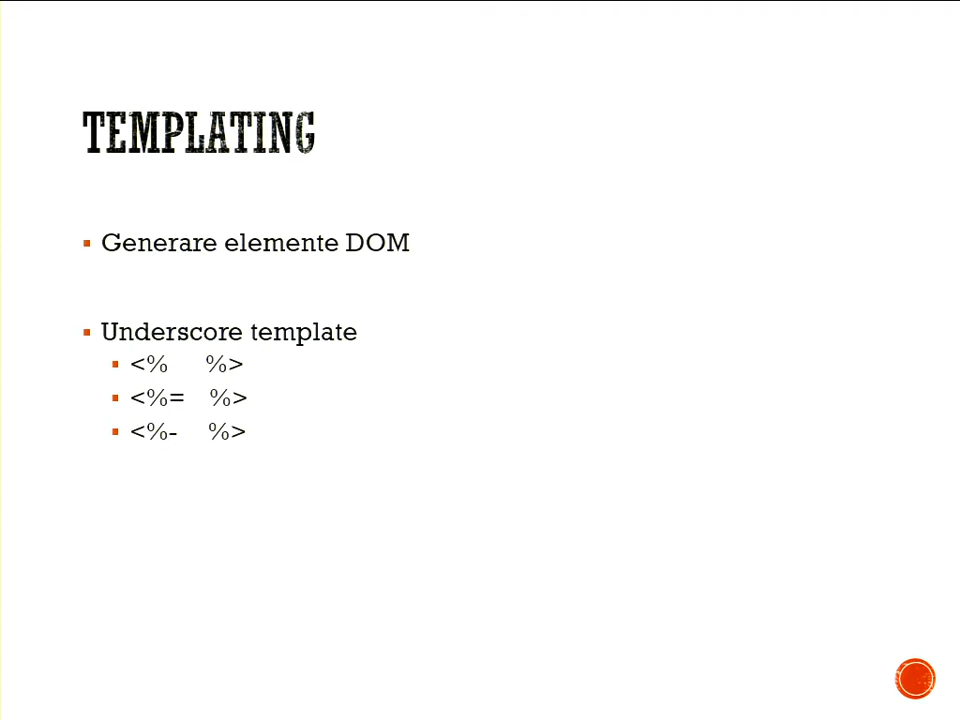 TEMPLATING
Generare elemente DOM
Underscore template
<% %>
<%= %>
<%- %>